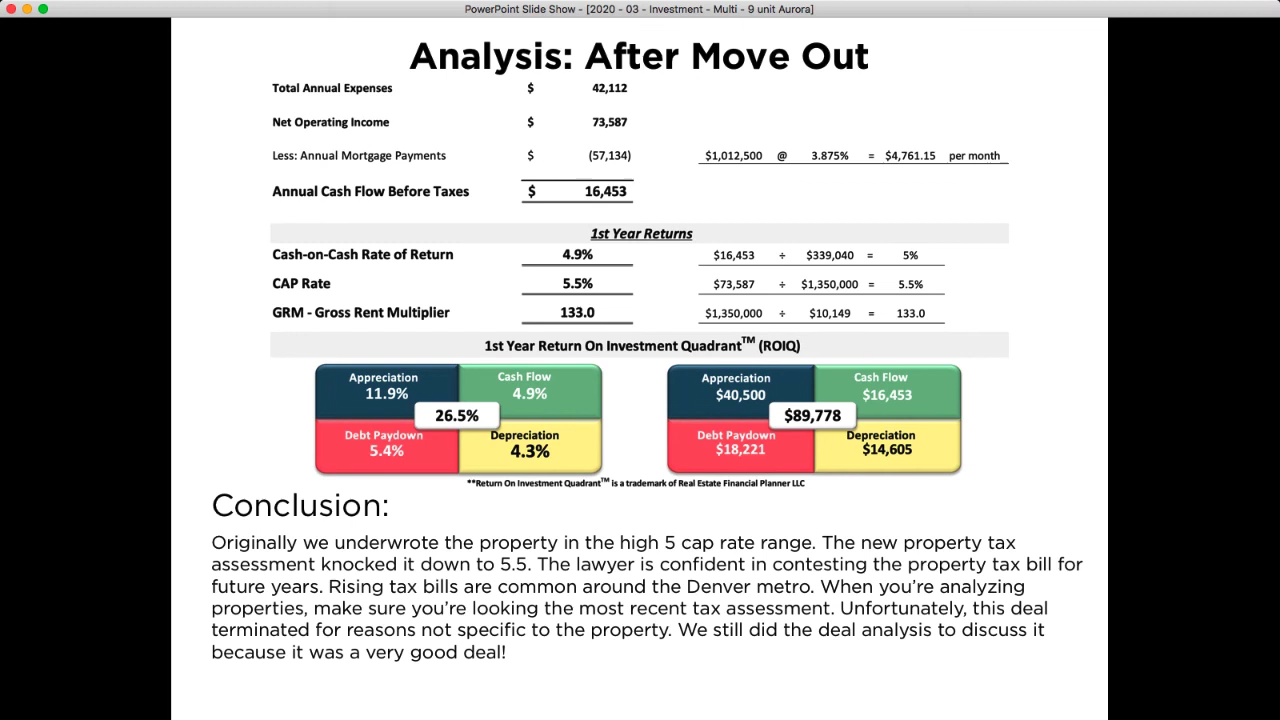 PowerPoint Slide Show - [2020 - 03 - Investment - Multi - 9 unit Aurora]
Analysis: After Move Out
Total Annual Expenses $ 42,112
Net Operating Income $ 73,587
Less: Annual Mortgage Payments $ (57,134) $1,012,500 @ 3.875% = $4,761.15 per month
Annual Cash Flow Before Taxes $ 16,453
1st Year Returns
Cash-on-Cash Rate of Return 4.9% $16,453 ÷ $339,040 = 5%
CAP Rate 5.5% $73,587 ÷ $1,350,000 = 5.5%
GRM - Gross Rent Multiplier 133.0 $1,350,000 ÷ $10,149 = 133.0
1st Year Return On Investment Quadrant™ (ROIQ)
Appreciation Cash Flow Appreciation Cash Flow
11.9% 4.9% $40,500 $16,453
26.5% $89,778
Debt Paydown Depreciation Debt Paydown Depreciation
5.4% 4.3% $18,221 $14,605
**Return On Investment Quadrant™ is a trademark of Real Estate Financial Planner LLC
Conclusion:
Originally we underwrote the property in the high 5 cap rate range. The new property tax
assessment knocked it down to 5.5. The lawyer is confident in contesting the property tax bill for
future years. Rising tax bills are common around the Denver metro. When you’re analyzing
properties, make sure you’re looking the most recent tax assessment. Unfortunately, this deal
terminated for reasons not specific to the property. We still did the deal analysis to discuss it
because it was a very good deal!